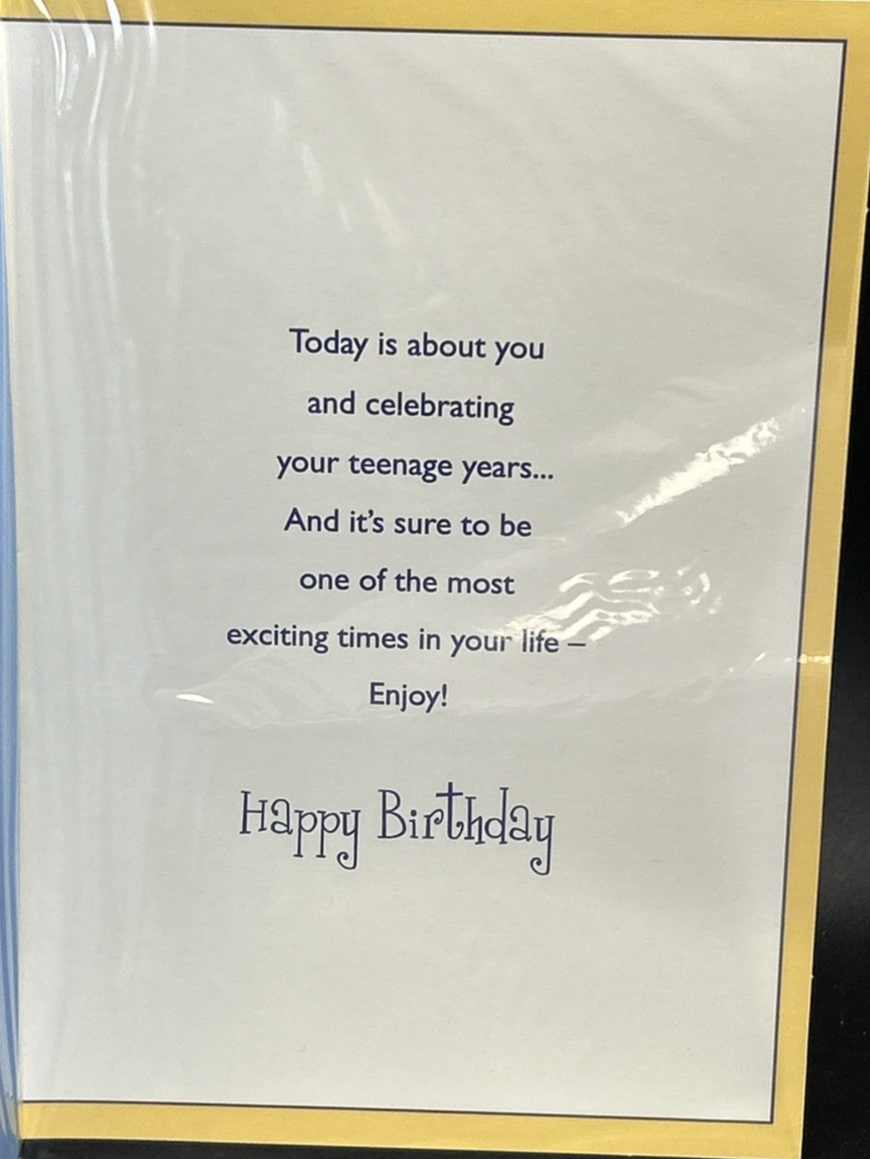 Today is about you
and celebrating
your teenage years...
And it's sure to be
one of the most
exciting times in your life –
Enjoy!
Happy Birthday